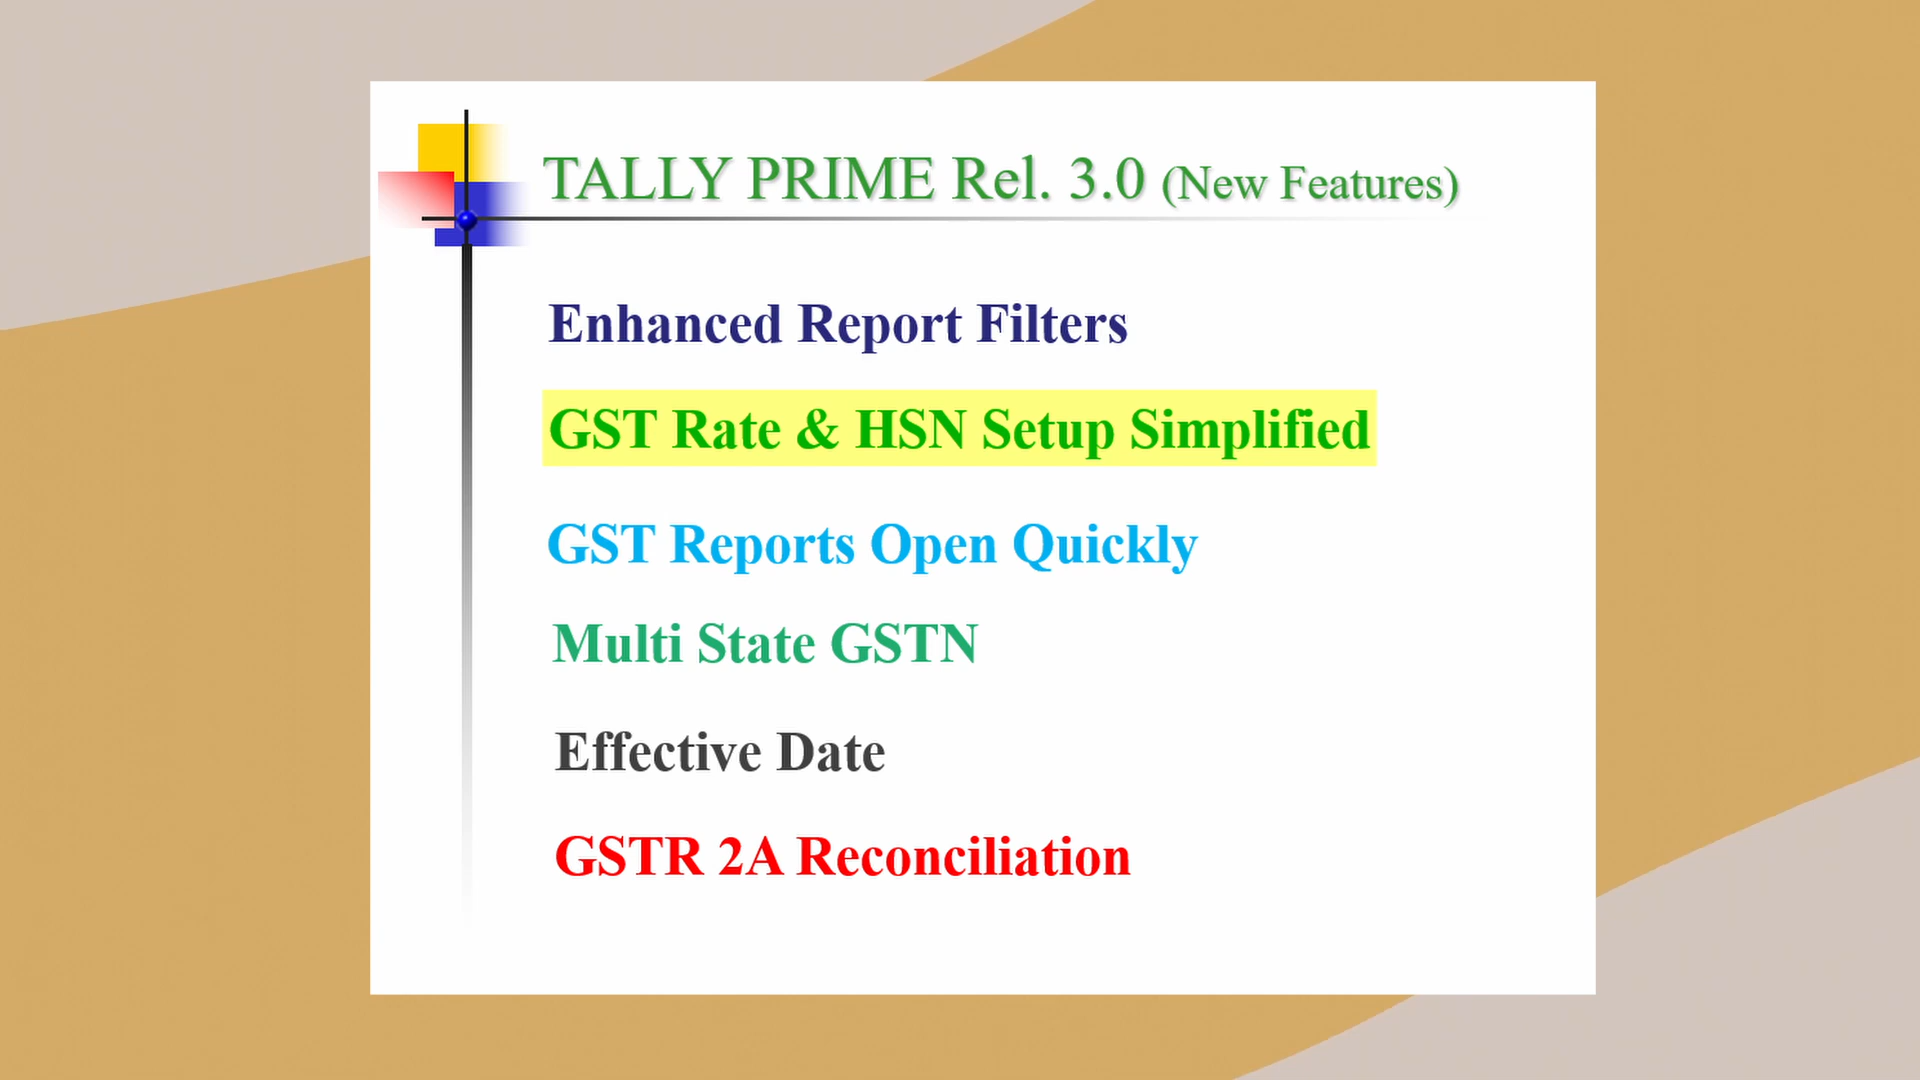 TALLY PRIME Rel. 3.0 (New Features)
Enhanced Report Filters
GST Rate & HSN Setup Simplified
GST Reports Open Quickly
Multi State GSTN
Effective Date
GSTR 2A Reconciliation